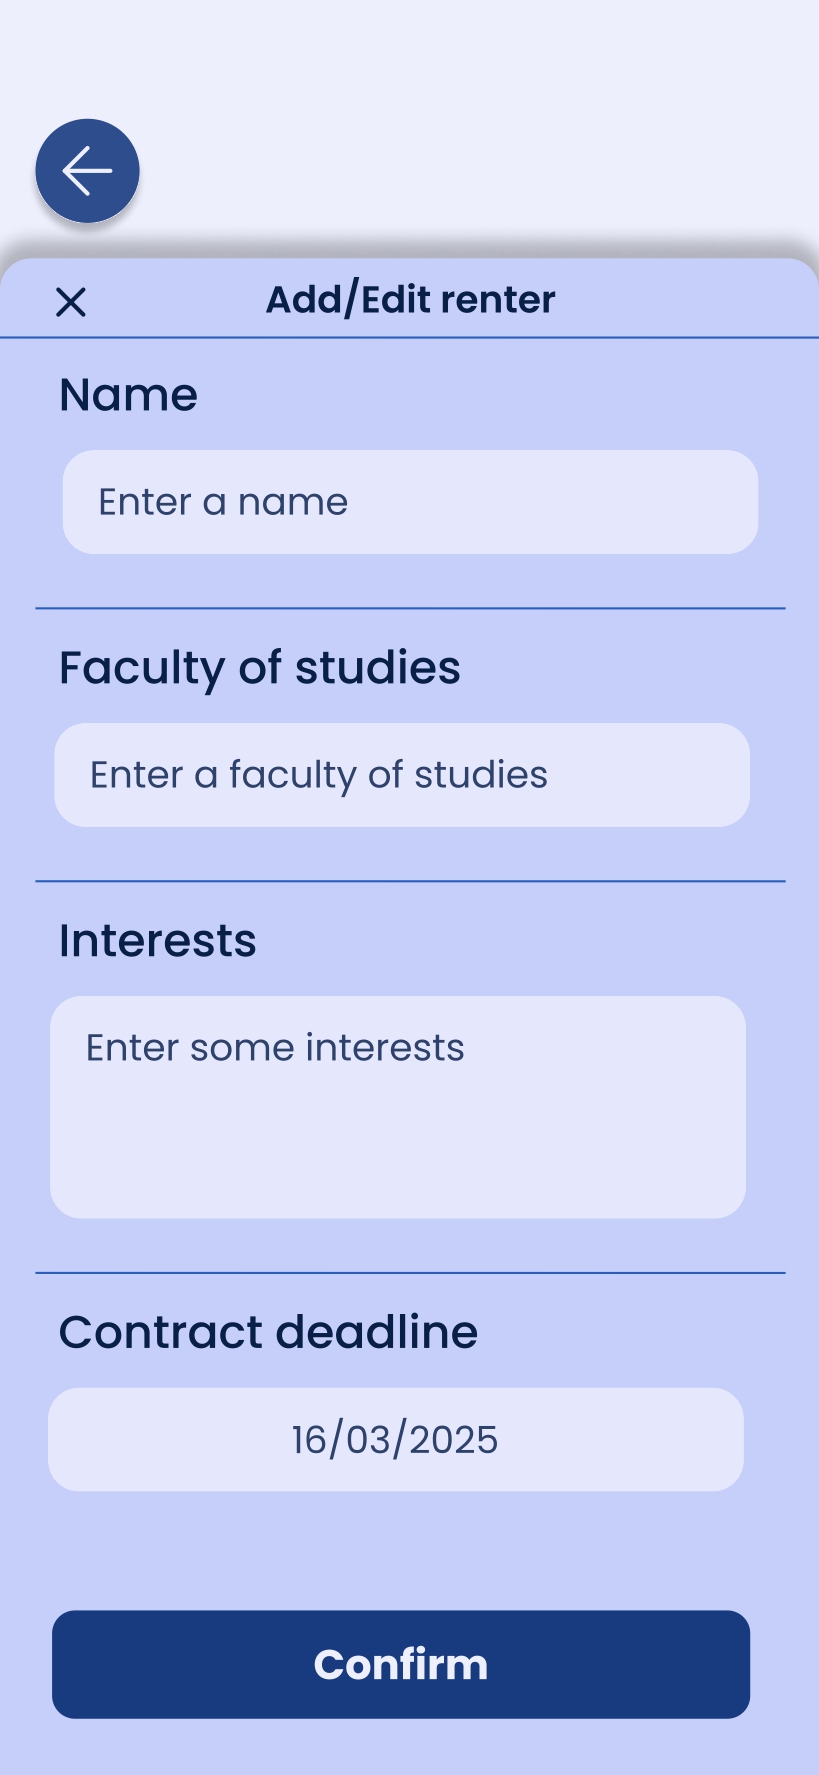 Add/Edit renter
Name
Enter a name
Faculty of studies
Enter a faculty of studies
Interests
Enter some interests
Contract deadline
16/03/2025
Confirm